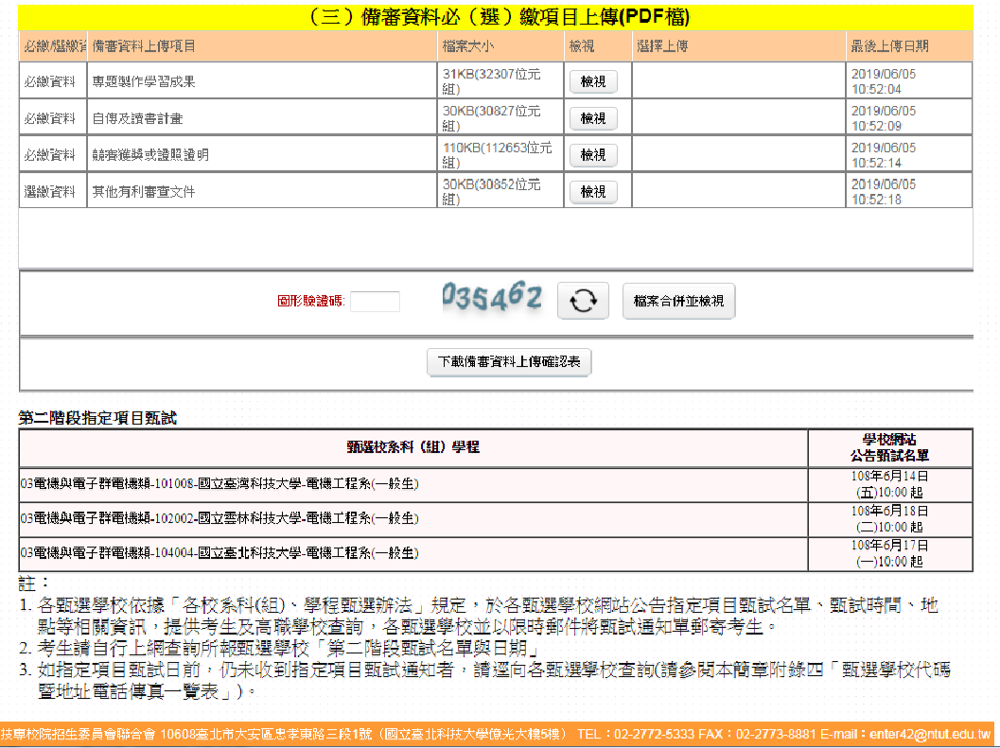 （三）備審資料必（選）繳項目上傳(PDF檔)
必繳/選繳資 備審資料上傳項目 檔案大小 檢視 選擇上傳 最後上傳日期
必繳資料 專題製作學習成果 31KB(32307位元組) 檢視 2019/06/05 10:52:04
必繳資料 自傳及讀書計畫 30KB(30827位元組) 檢視 2019/06/05 10:52:09
必繳資料 競賽獲獎或證照證明 110KB(112653位元組) 檢視 2019/06/05 10:52:14
選繳資料 其他有利審查文件 30KB(30852位元組) 檢視 2019/06/05 10:52:18
圖形驗證碼: 035462 檔案合併並檢視
下載備審資料上傳確認表
第二階段指定項目甄試
甄選校系科（組）學程 學校網站 公告甄試名單
03電機與電子群電機類-101008-國立臺灣科技大學-電機工程系(一般生) 108年6月14日 (五)10:00 起
03電機與電子群電機類-102002-國立雲林科技大學-電機工程系(一般生) 108年6月18日 (二)10:00 起
03電機與電子群電機類-104004-國立臺北科技大學-電機工程系(一般生) 108年6月17日 (一)10:00 起
註：
1. 各甄選學校依據「各校系科(組)、學程甄選辦法」規定，於各甄選學校網站公告指定項目甄試名單、甄試時間、地
點等相關資訊，提供考生及高職學校查詢，各甄選學校並以限時郵件將甄試通知單郵寄考生。
2. 考生請自行上網查詢所報甄選學校「第二階段甄試名單與日期」
3. 如指定項目甄試日前，仍未收到指定項目甄試通知者，請逕向各甄選學校查詢(請參閱本簡章附錄四「甄選學校代碼
暨地址電話傳真一覽表」)。
技專校院招生委員會聯合會 10608臺北市大安區忠孝東路三段1號（國立臺北科技大學億光大樓5樓） TEL：02-2772-5333 FAX：02-2773-8881 E-mail：enter42@ntut.edu.tw